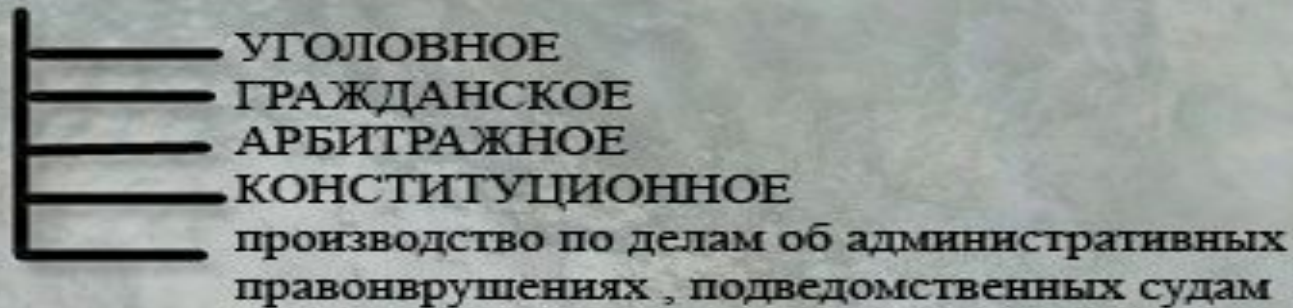 УГОЛОВНОЕ
ГРАЖДАНСКОЕ
АРБИТРАЖНОЕ
КОНСТИТУЦИОННОЕ
производство по делам об административных
правонврушениях , подведомственных судам